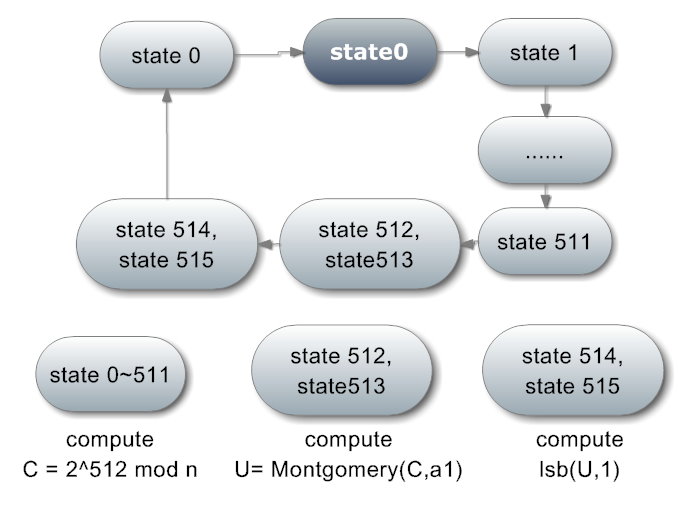 state 0
state0
state 1
......
state 514,
state 515
state 512,
state513
state 511
state 0~511
state 512,
state513
state 514,
state 515
compute
C = 2^512 mod n
compute
U= Montgomery(C,a1)
compute
lsb(U,1)